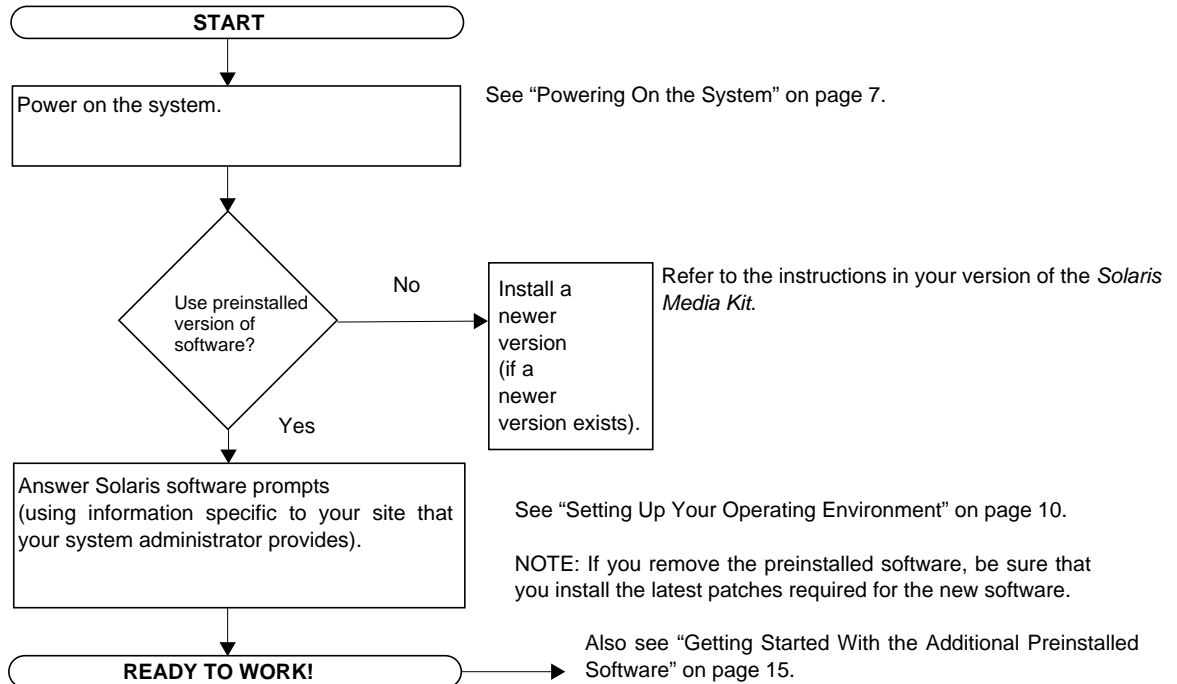 START
Power on the system.
See “Powering On the System” on page 7.
Use preinstalled
version of
software?
No
Install a
newer
version
(if a
newer
version exists).
Refer to the instructions in your version of the Solaris
Media Kit.
Yes
Answer Solaris software prompts
(using information specific to your site that
your system administrator provides).
See “Setting Up Your Operating Environment” on page 10.
NOTE: If you remove the preinstalled software, be sure that
you install the latest patches required for the new software.
READY TO WORK!
Also see “Getting Started With the Additional Preinstalled
Software” on page 15.